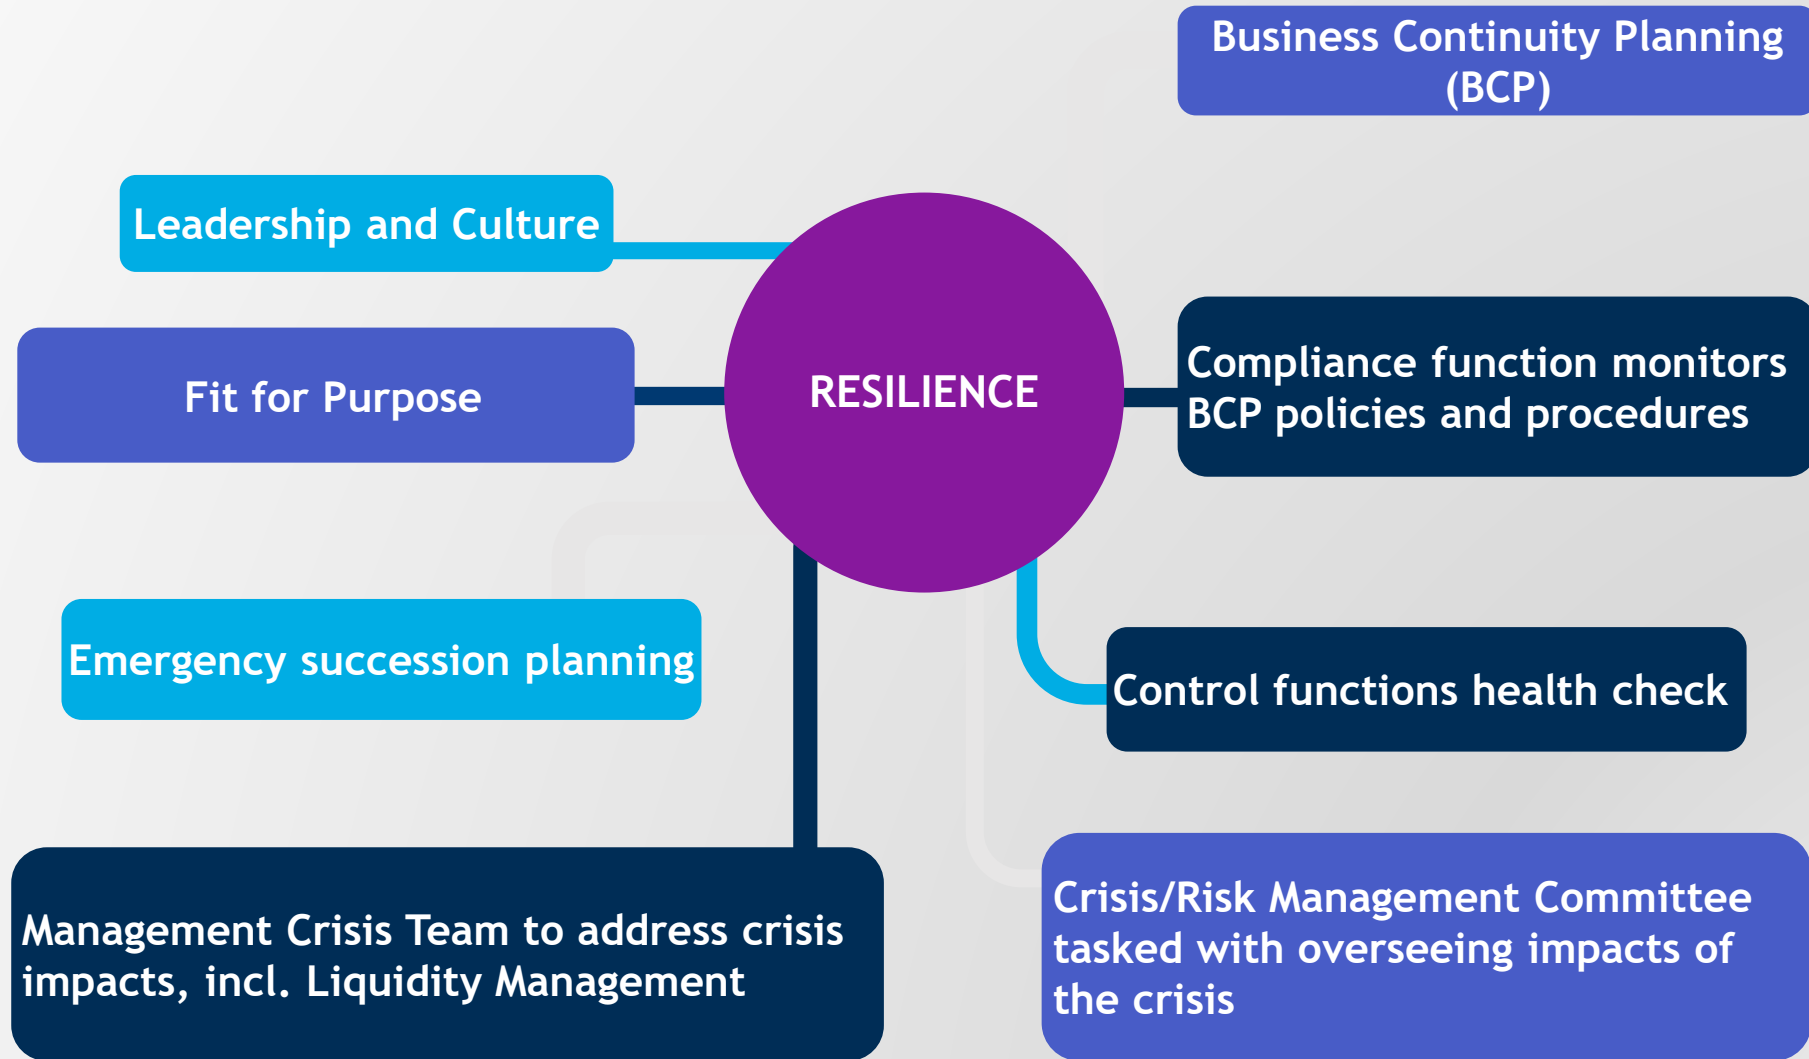 Business Continuity Planning
(BCP)
Leadership and Culture
Fit for Purpose
RESILIENCE
Compliance function monitors
BCP policies and procedures
Emergency succession planning
Control functions health check
Management Crisis Team to address crisis
impacts, incl. Liquidity Management
Crisis/Risk Management Committee
tasked with overseeing impacts of
the crisis